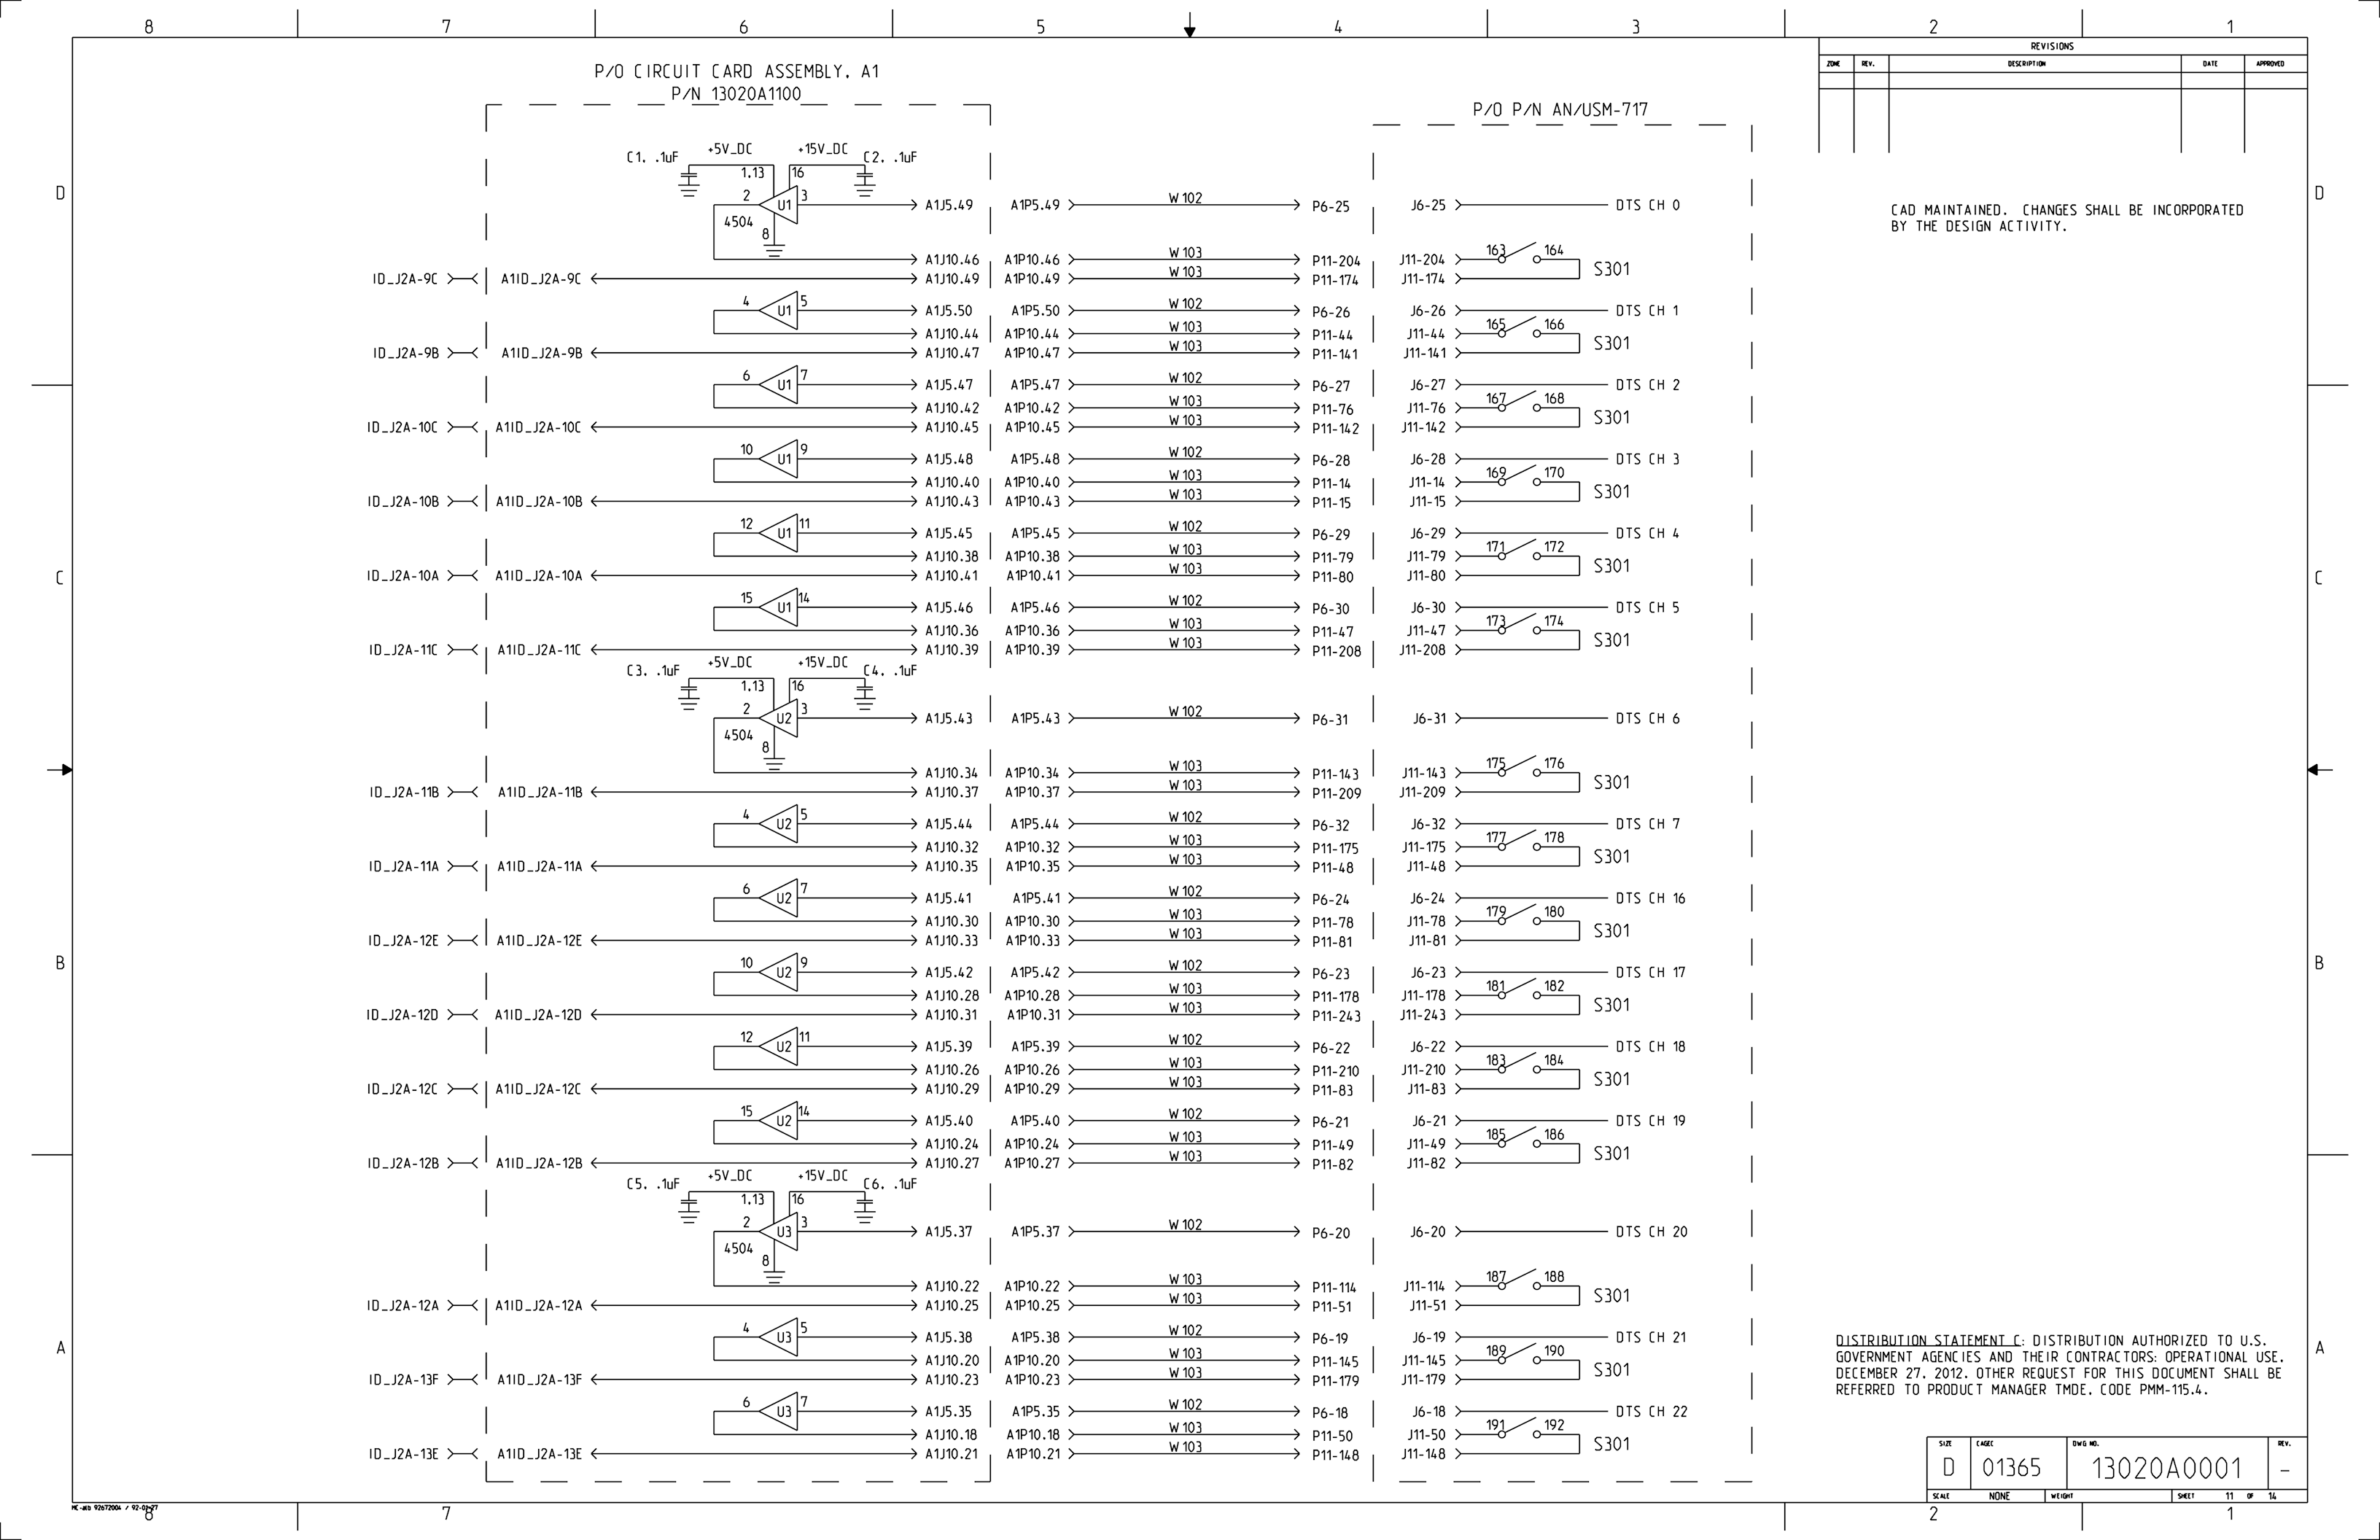 8 7 6 5 4 3 2 1
REVISIONS
ZONE REV. DESCRIPTION DATE APPROVED
P/O CIRCUIT CARD ASSEMBLY, A1
P/N 13020A1100
P/O P/N AN/USM-717
CAD MAINTAINED. CHANGES SHALL BE INCORPORATED
BY THE DESIGN ACTIVITY.
D D
C1, .1uF +5V_DC +15V_DC C2, .1uF
1,13 16
2 U1 3 A1J5,49 A1P5,49 W102 P6-25 J6-25 DTS CH 0
4504
8
A1J10,46 A1P10,46 W103 P11-204 J11-204 163 164 S301
ID_J2A-9C A1ID_J2A-9C A1J10,49 A1P10,49 W103 P11-174 J11-174
4 U1 5 A1J5,50 A1P5,50 W102 P6-26 J6-26 DTS CH 1
A1J10,44 A1P10,44 W103 P11-44 J11-44 165 166 S301
ID_J2A-9B A1ID_J2A-9B A1J10,47 A1P10,47 W103 P11-141 J11-141
6 U1 7 A1J5,47 A1P5,47 W102 P6-27 J6-27 DTS CH 2
A1J10,42 A1P10,42 W103 P11-76 J11-76 167 168 S301
ID_J2A-10C A1ID_J2A-10C A1J10,45 A1P10,45 W103 P11-142 J11-142
10 U1 9 A1J5,48 A1P5,48 W102 P6-28 J6-28 DTS CH 3
A1J10,40 A1P10,40 W103 P11-14 J11-14 169 170 S301
ID_J2A-10B A1ID_J2A-10B A1J10,43 A1P10,43 W103 P11-15 J11-15
12 U1 11 A1J5,45 A1P5,45 W102 P6-29 J6-29 DTS CH 4
A1J10,38 A1P10,38 W103 P11-79 J11-79 171 172 S301
C C
ID_J2A-10A A1ID_J2A-10A A1J10,41 A1P10,41 W103 P11-80 J11-80
15 U1 14 A1J5,46 A1P5,46 W102 P6-30 J6-30 DTS CH 5
A1J10,36 A1P10,36 W103 P11-47 J11-47 173 174 S301
ID_J2A-11C A1ID_J2A-11C A1J10,39 A1P10,39 W103 P11-208 J11-208
C3, .1uF +5V_DC +15V_DC C4, .1uF
1,13 16
2 U2 3 A1J5,43 A1P5,43 W102 P6-31 J6-31 DTS CH 6
4504
8
A1J10,34 A1P10,34 W103 P11-143 J11-143 175 176 S301
ID_J2A-11B A1ID_J2A-11B A1J10,37 A1P10,37 W103 P11-209 J11-209
4 U2 5 A1J5,44 A1P5,44 W102 P6-32 J6-32 DTS CH 7
A1J10,32 A1P10,32 W103 P11-175 J11-175 177 178 S301
ID_J2A-11A A1ID_J2A-11A A1J10,35 A1P10,35 W103 P11-48 J11-48
6 U2 7 A1J5,41 A1P5,41 W102 P6-24 J6-24 DTS CH 16
A1J10,30 A1P10,30 W103 P11-78 J11-78 179 180 S301
ID_J2A-12E A1ID_J2A-12E A1J10,33 A1P10,33 W103 P11-81 J11-81
B B
10 U2 9 A1J5,42 A1P5,42 W102 P6-23 J6-23 DTS CH 17
A1J10,28 A1P10,28 W103 P11-178 J11-178 181 182 S301
ID_J2A-12D A1ID_J2A-12D A1J10,31 A1P10,31 W103 P11-243 J11-243
12 U2 11 A1J5,39 A1P5,39 W102 P6-22 J6-22 DTS CH 18
A1J10,26 A1P10,26 W103 P11-210 J11-210 183 184 S301
ID_J2A-12C A1ID_J2A-12C A1J10,29 A1P10,29 W103 P11-83 J11-83
15 U2 14 A1J5,40 A1P5,40 W102 P6-21 J6-21 DTS CH 19
A1J10,24 A1P10,24 W103 P11-49 J11-49 185 186 S301
ID_J2A-12B A1ID_J2A-12B A1J10,27 A1P10,27 W103 P11-82 J11-82
C5, .1uF +5V_DC +15V_DC C6, .1uF
1,13 16
2 U3 3 A1J5,37 A1P5,37 W102 P6-20 J6-20 DTS CH 20
4504
8
A1J10,22 A1P10,22 W103 P11-114 J11-114 187 188 S301
ID_J2A-12A A1ID_J2A-12A A1J10,25 A1P10,25 W103 P11-51 J11-51
4 U3 5 A1J5,38 A1P5,38 W102 P6-19 J6-19 DTS CH 21
A A
A1J10,20 A1P10,20 W103 P11-145 J11-145 189 190 S301
ID_J2A-13F A1ID_J2A-13F A1J10,23 A1P10,23 W103 P11-179 J11-179
6 U3 7 A1J5,35 A1P5,35 W102 P6-18 J6-18 DTS CH 22
A1J10,18 A1P10,18 W103 P11-50 J11-50 191 192 S301
ID_J2A-13E A1ID_J2A-13E A1J10,21 A1P10,21 W103 P11-148 J11-148
DISTRIBUTION STATEMENT C: DISTRIBUTION AUTHORIZED TO U.S.
GOVERNMENT AGENCIES AND THEIR CONTRACTORS: OPERATIONAL USE,
DECEMBER 27, 2012. OTHER REQUEST FOR THIS DOCUMENT SHALL BE
REFERRED TO PRODUCT MANAGER TMDE, CODE PMM-115.4.
SIZE CAGEC DWG NO. REV.
D 01365 13020A0001 -
SCALE NONE WEIGHT SHEET 11 OF 14
8 7 2 1